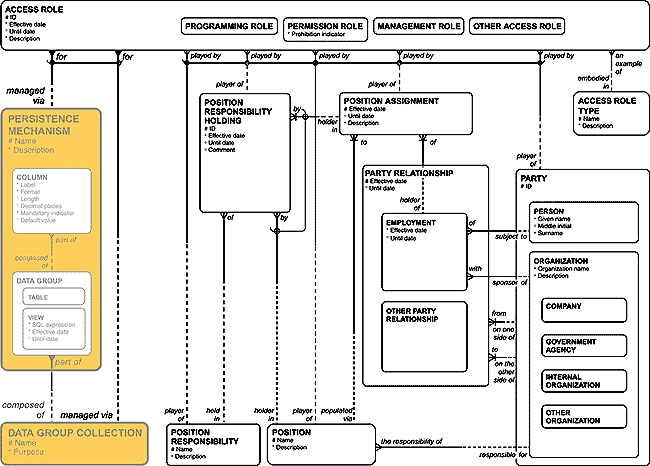 ACCESS ROLE
# ID
* Effective date
° Until date
* Description
PROGRAMMING ROLE
PERMISSION ROLE
* Prohibition indicator
MANAGEMENT ROLE
OTHER ACCESS ROLE
for
for
played by
played by
played by
played by
played by
an
example
of
managed
via
player of
player of
embodied
in
PERSISTENCE
MECHANISM
# Name
* Description
COLUMN
* Label
* Format
° Length
° Decimal places
* Mandatory indicator
° Default value
part of
composed
of
DATA GROUP
TABLE
VIEW
* SQL expression
* Effective date
° Until date
part of
composed
of
managed via
DATA GROUP COLLECTION
# Name
° Purpose
POSITION
RESPONSIBILITY
HOLDING
# ID
* Effective date
° Until date
° Comment
by
holder
in
of
by
POSITION ASSIGNMENT
# Effective date
° Until date
° Description
to
of
ACCESS ROLE
TYPE
# Name
* Description
player
of
PARTY RELATIONSHIP
# Effective date
° Until date
holder
of
EMPLOYMENT
* Effective date
° Until date
of
subject to
with
sponsor of
OTHER PARTY
RELATIONSHIP
from
on one
side of
to
on the
other
side of
PARTY
# ID
PERSON
* Given name
° Middle initial
* Surname
ORGANIZATION
* Organization name
° Description
COMPANY
GOVERNMENT
AGENCY
INTERNAL
ORGANIZATION
OTHER
ORGANIZATION
player
of
held
in
holder
in
player
of
populated
via
POSITION
RESPONSIBILITY
# Name
* Description
POSITION
# Name
* Description
the responsibility of
responsible for